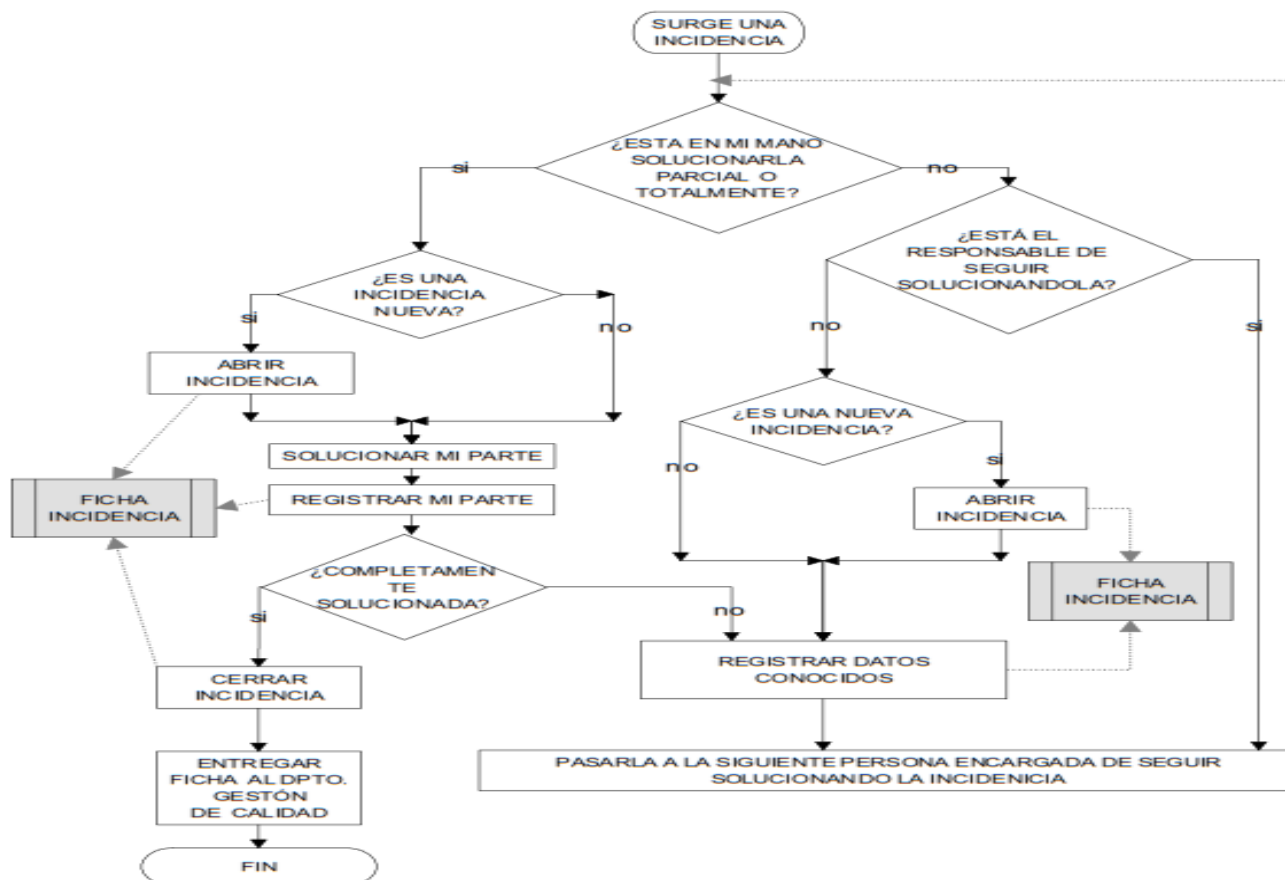 SURGE UNA
INCIDENCIA
¿ESTA EN MI MANO
SOLUCIONARLA
PARCIAL O
TOTALMENTE?
si
no
¿ES UNA
INCIDENCIA
NUEVA?
si
no
¿ESTÁ EL
RESPONSABLE DE
SEGUIR
SOLUCIONANDOLA?
no
si
ABRIR
INCIDENCIA
¿ES UNA NUEVA
INCIDENCIA?
no
si
SOLUCIONAR MI PARTE
REGISTRAR MI PARTE
FICHA
INCIDENCIA
ABRIR
INCIDENCIA
¿COMPLETAMEN
TE
SOLUCIONADA?
si
no
FICHA
INCIDENCIA
REGISTRAR DATOS
CONOCIDOS
CERRAR
INCIDENCIA
ENTREGAR
FICHA AL DPTO.
GESTIÓN
DE CALIDAD
PASARLA A LA SIGUIENTE PERSONA ENCARGADA DE SEGUIR
SOLUCIONANDO LA INCIDENICIA
FIN